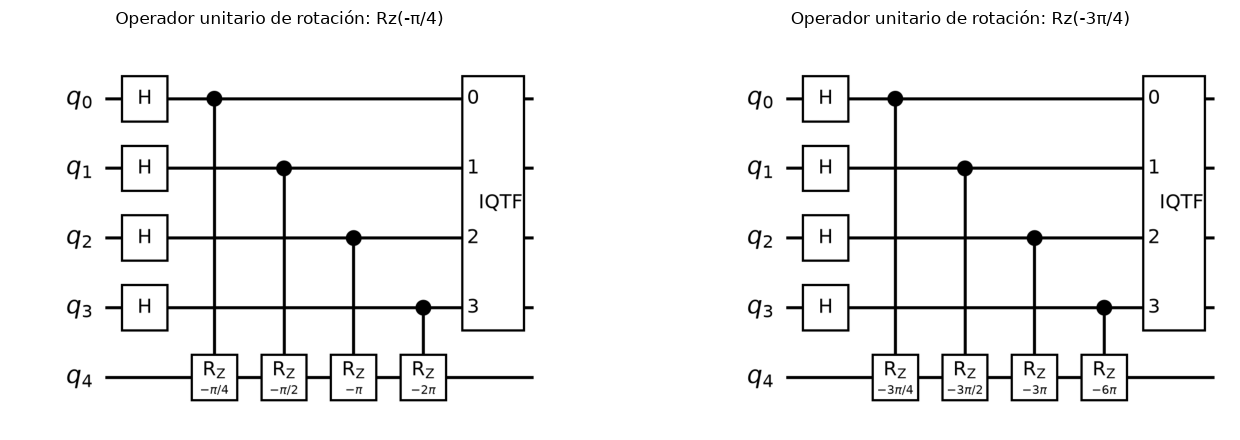 Operador unitario de rotación: Rz(-π/4)
q0 H 0
q1 H 1
IQTF
q2 H 2
q3 H 3
q4 RZ RZ RZ RZ
−π/4 −π/2 −π −2π
Operador unitario de rotación: Rz(-3π/4)
q0 H 0
q1 H 1
IQTF
q2 H 2
q3 H 3
q4 RZ RZ RZ RZ
−3π/4 −3π/2 −3π −6π